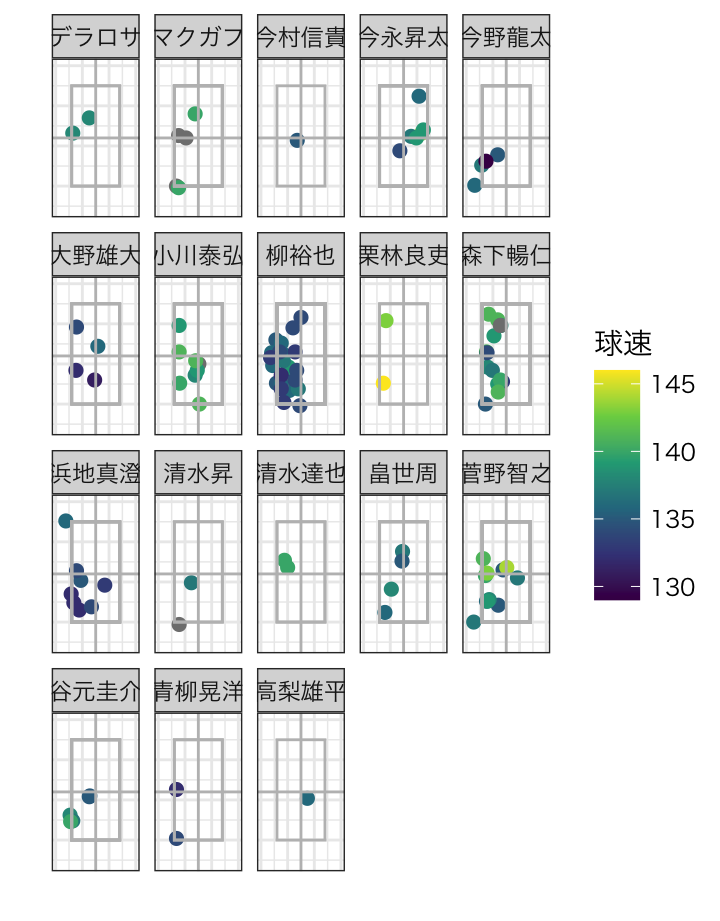 デラロサ
マクガフ
今村信貴
今永昇太
今野龍太
大野雄大
小川泰弘
柳裕也
栗林良吏
森下暢仁
浜地真澄
清水昇
清水達也
畠世周
菅野智之
谷元圭介
青柳晃洋
高梨雄平
球速
145
140
135
130